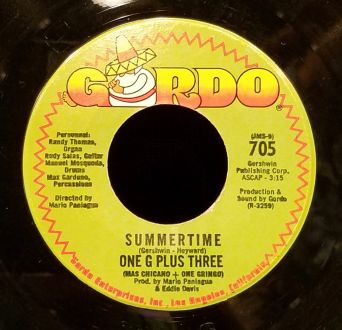 GORDO
Personnel:
Randy Thomas,
Organ
Rudy Salas, Guitar
Manuel Mosqueda,
Drums
Max Garduno,
Percussions
Directed by
Mario Paniagua
(JMS-9)
705
Gershwin
Publishing Corp.
ASCAP - 3:15
Production &
Sound by Gordo
(R-3259)
SUMMERTIME
(Gershwin - Heyward)
ONE G PLUS THREE
(MAS CHICANO + ONE GRINGO)
Prod. by Mario Paniagua
& Eddie Davis
Gordo Enterprises, Inc., Los Angeles, California